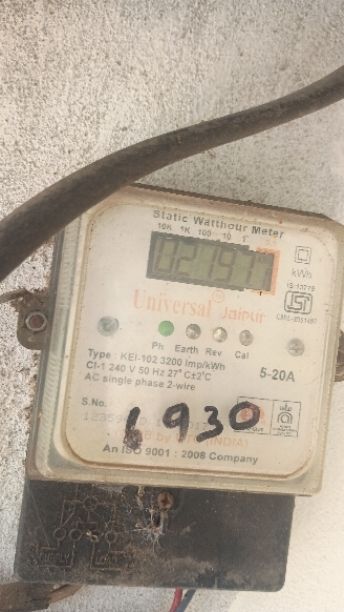 Static Watthour Meter
10K 1K 100 10 1
kWh
Universal Jaipur
Ph Earth Rev Cal
Type : KEI-102 3200 imp/kWh
Cl-1 240 V 50 Hz 27°C±2°C
5-20A
AC single phase 2-wire
S.No.
1930
An ISO 9001 : 2008 Company